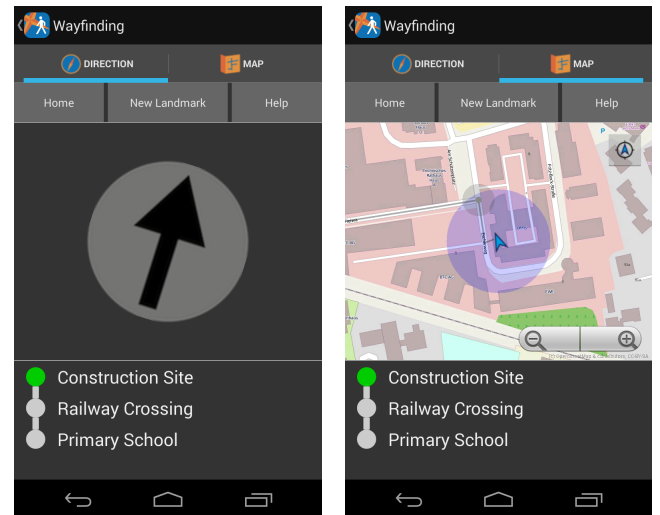 Wayfinding
DIRECTION
MAP
Home
New Landmark
Help
Construction Site
Railway Crossing
Primary School
Wayfinding
DIRECTION
MAP
Home
New Landmark
Help
P
Construction Site
Railway Crossing
Primary School